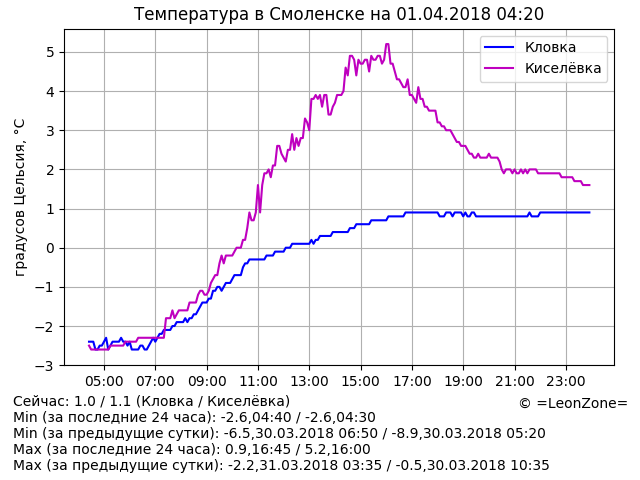 Температура в Смоленске на 01.04.2018 04:20
Кловка
Киселёвка
градусов Цельсия, °C
5
4
3
2
1
0
−1
−2
−3
05:00 07:00 09:00 11:00 13:00 15:00 17:00 19:00 21:00 23:00
Сейчас: 1.0 / 1.1 (Кловка / Киселёвка)
© =LeonZone=
Min (за последние 24 часа): -2.6,04:40 / -2.6,04:30
Min (за предыдущие сутки): -6.5,30.03.2018 06:50 / -8.9,30.03.2018 05:20
Max (за последние 24 часа): 0.9,16:45 / 5.2,16:00
Max (за предыдущие сутки): -2.2,31.03.2018 03:35 / -0.5,30.03.2018 10:35